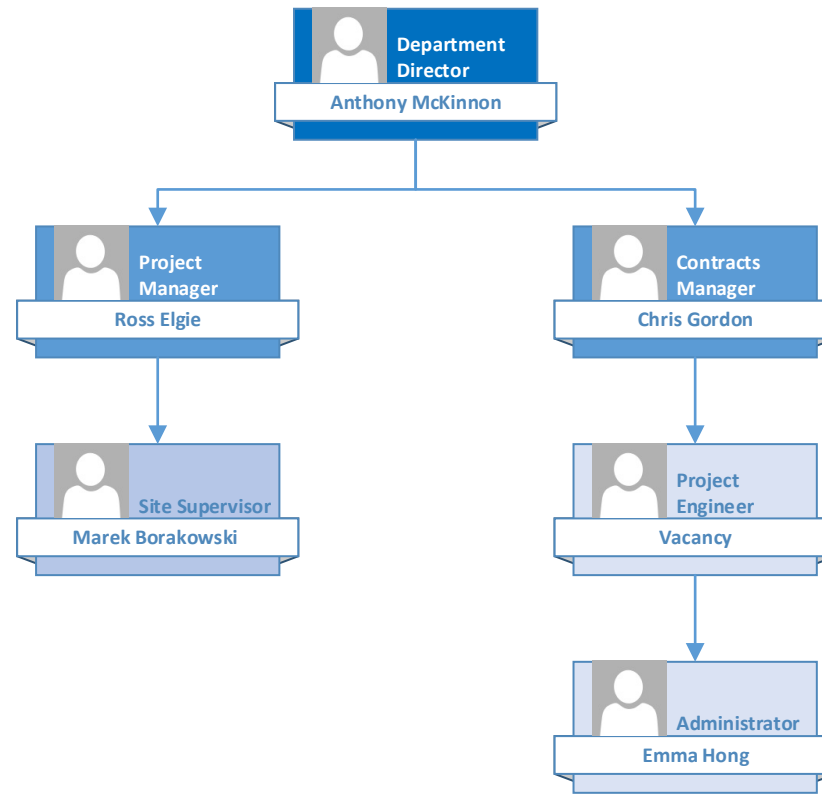 Department
Director
Anthony McKinnon
Project
Manager
Ross Elgie
Contracts
Manager
Chris Gordon
Site Supervisor
Marek Borakowski
Project
Engineer
Vacancy
Administrator
Emma Hong